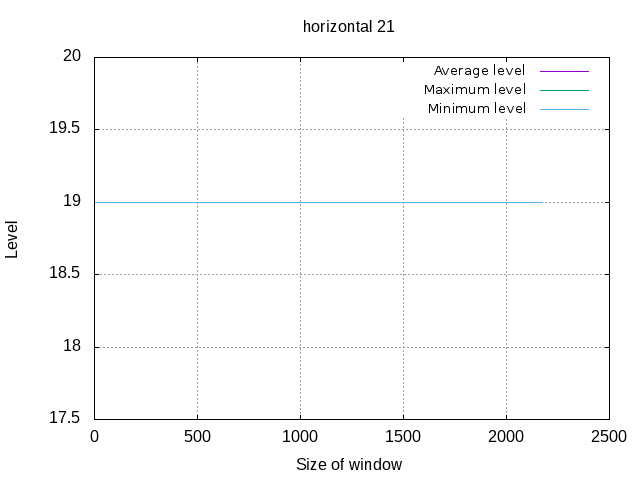 horizontal 21
20
19.5
19
18.5
18
17.5
Level
Average level
Maximum level
Minimum level
0 500 1000 1500 2000 2500
Size of window